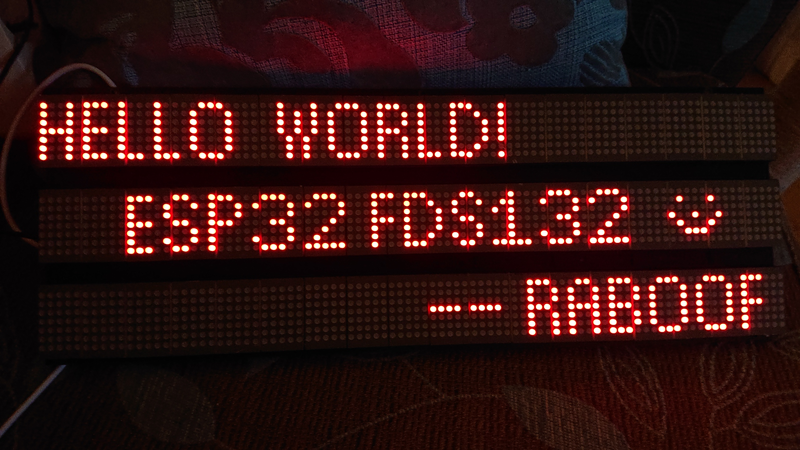 HELLO WORLD!
ESP32 FDS132
-- RABOOF